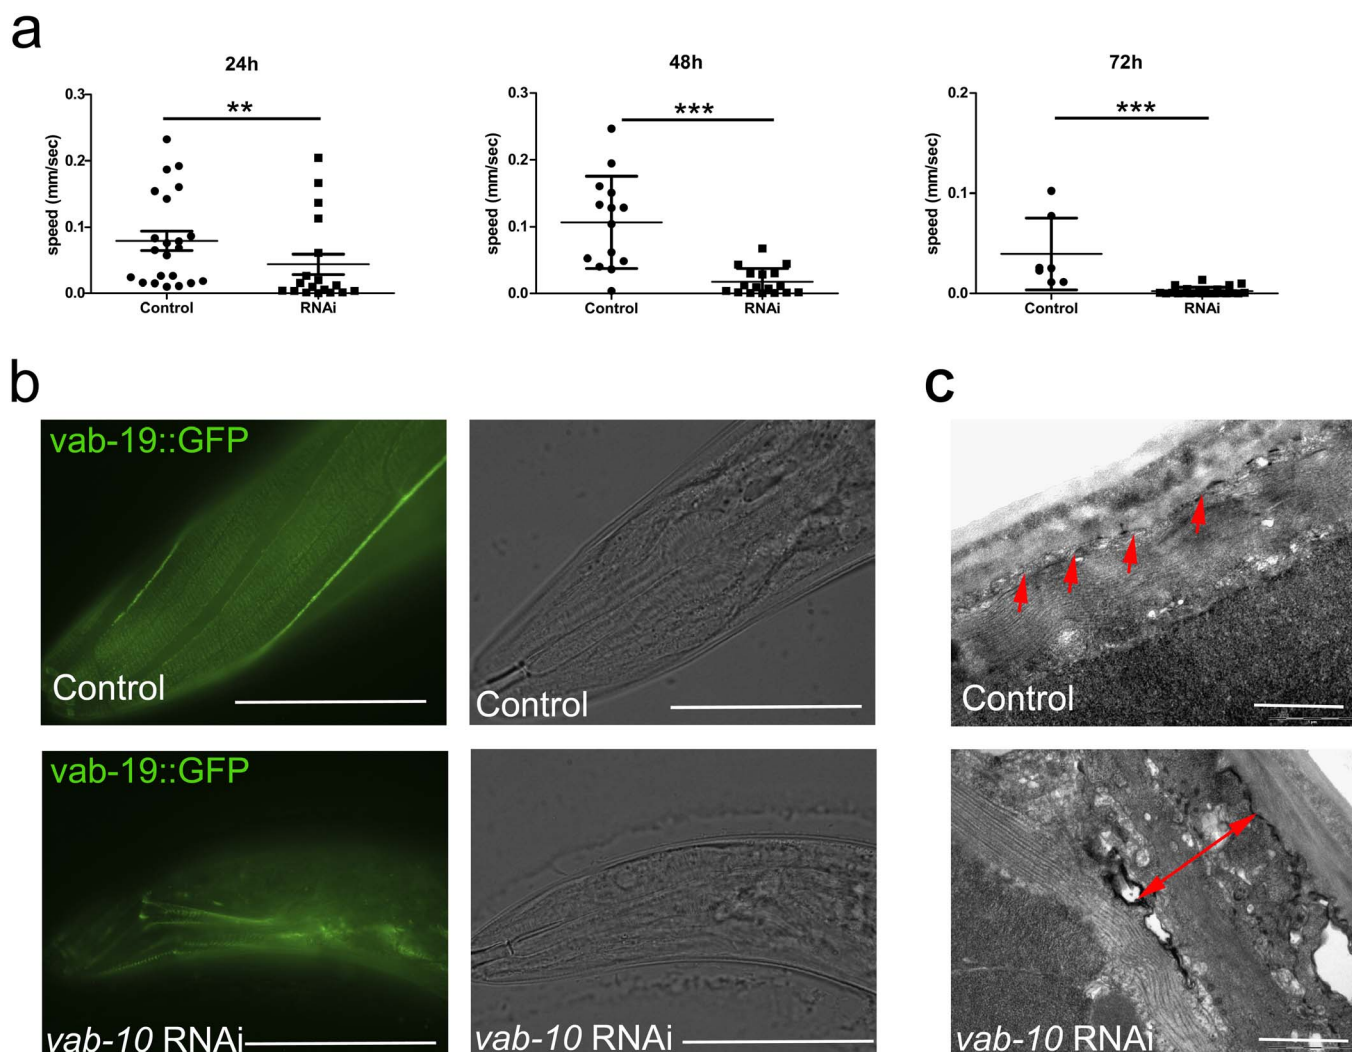 a
24h
**
0.3
0.2
0.1
0.0
speed (mm/sec)
Control
RNAi
48h
***
0.3
0.2
0.1
0.0
speed (mm/sec)
Control
RNAi
72h
***
0.2
0.1
0.0
speed (mm/sec)
Control
RNAi
b
vab-19::GFP
Control
Control
vab-19::GFP
vab-10 RNAi
vab-10 RNAi
c
Control
vab-10 RNAi